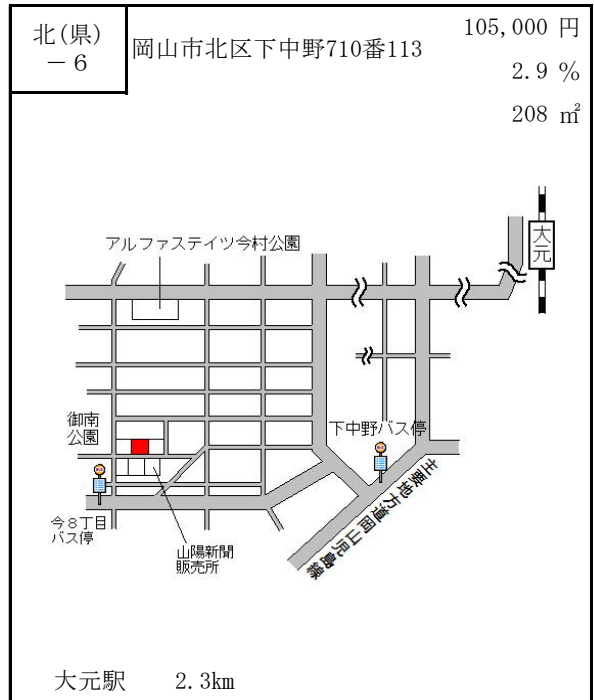 北(県)
－6
岡山市北区下中野710番113
105,000 円
2.9 %
208 ㎡
大元
アルファステイツ今村公園
御南
公園
下中野バス停
今8丁目
バス停
山陽新聞
販売所
主要地方道岡山児島線
大元駅 2.3km